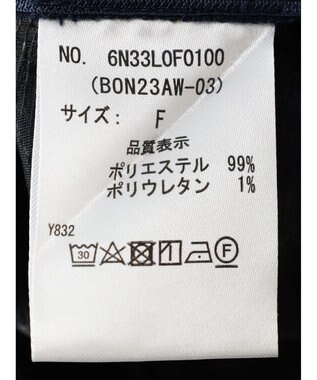 NO. 6N33L0F0100
(BON23AW-03)
サイズ: F
品質表示
ポリエステル 99%
ポリウレタン 1%
Y832
30 F